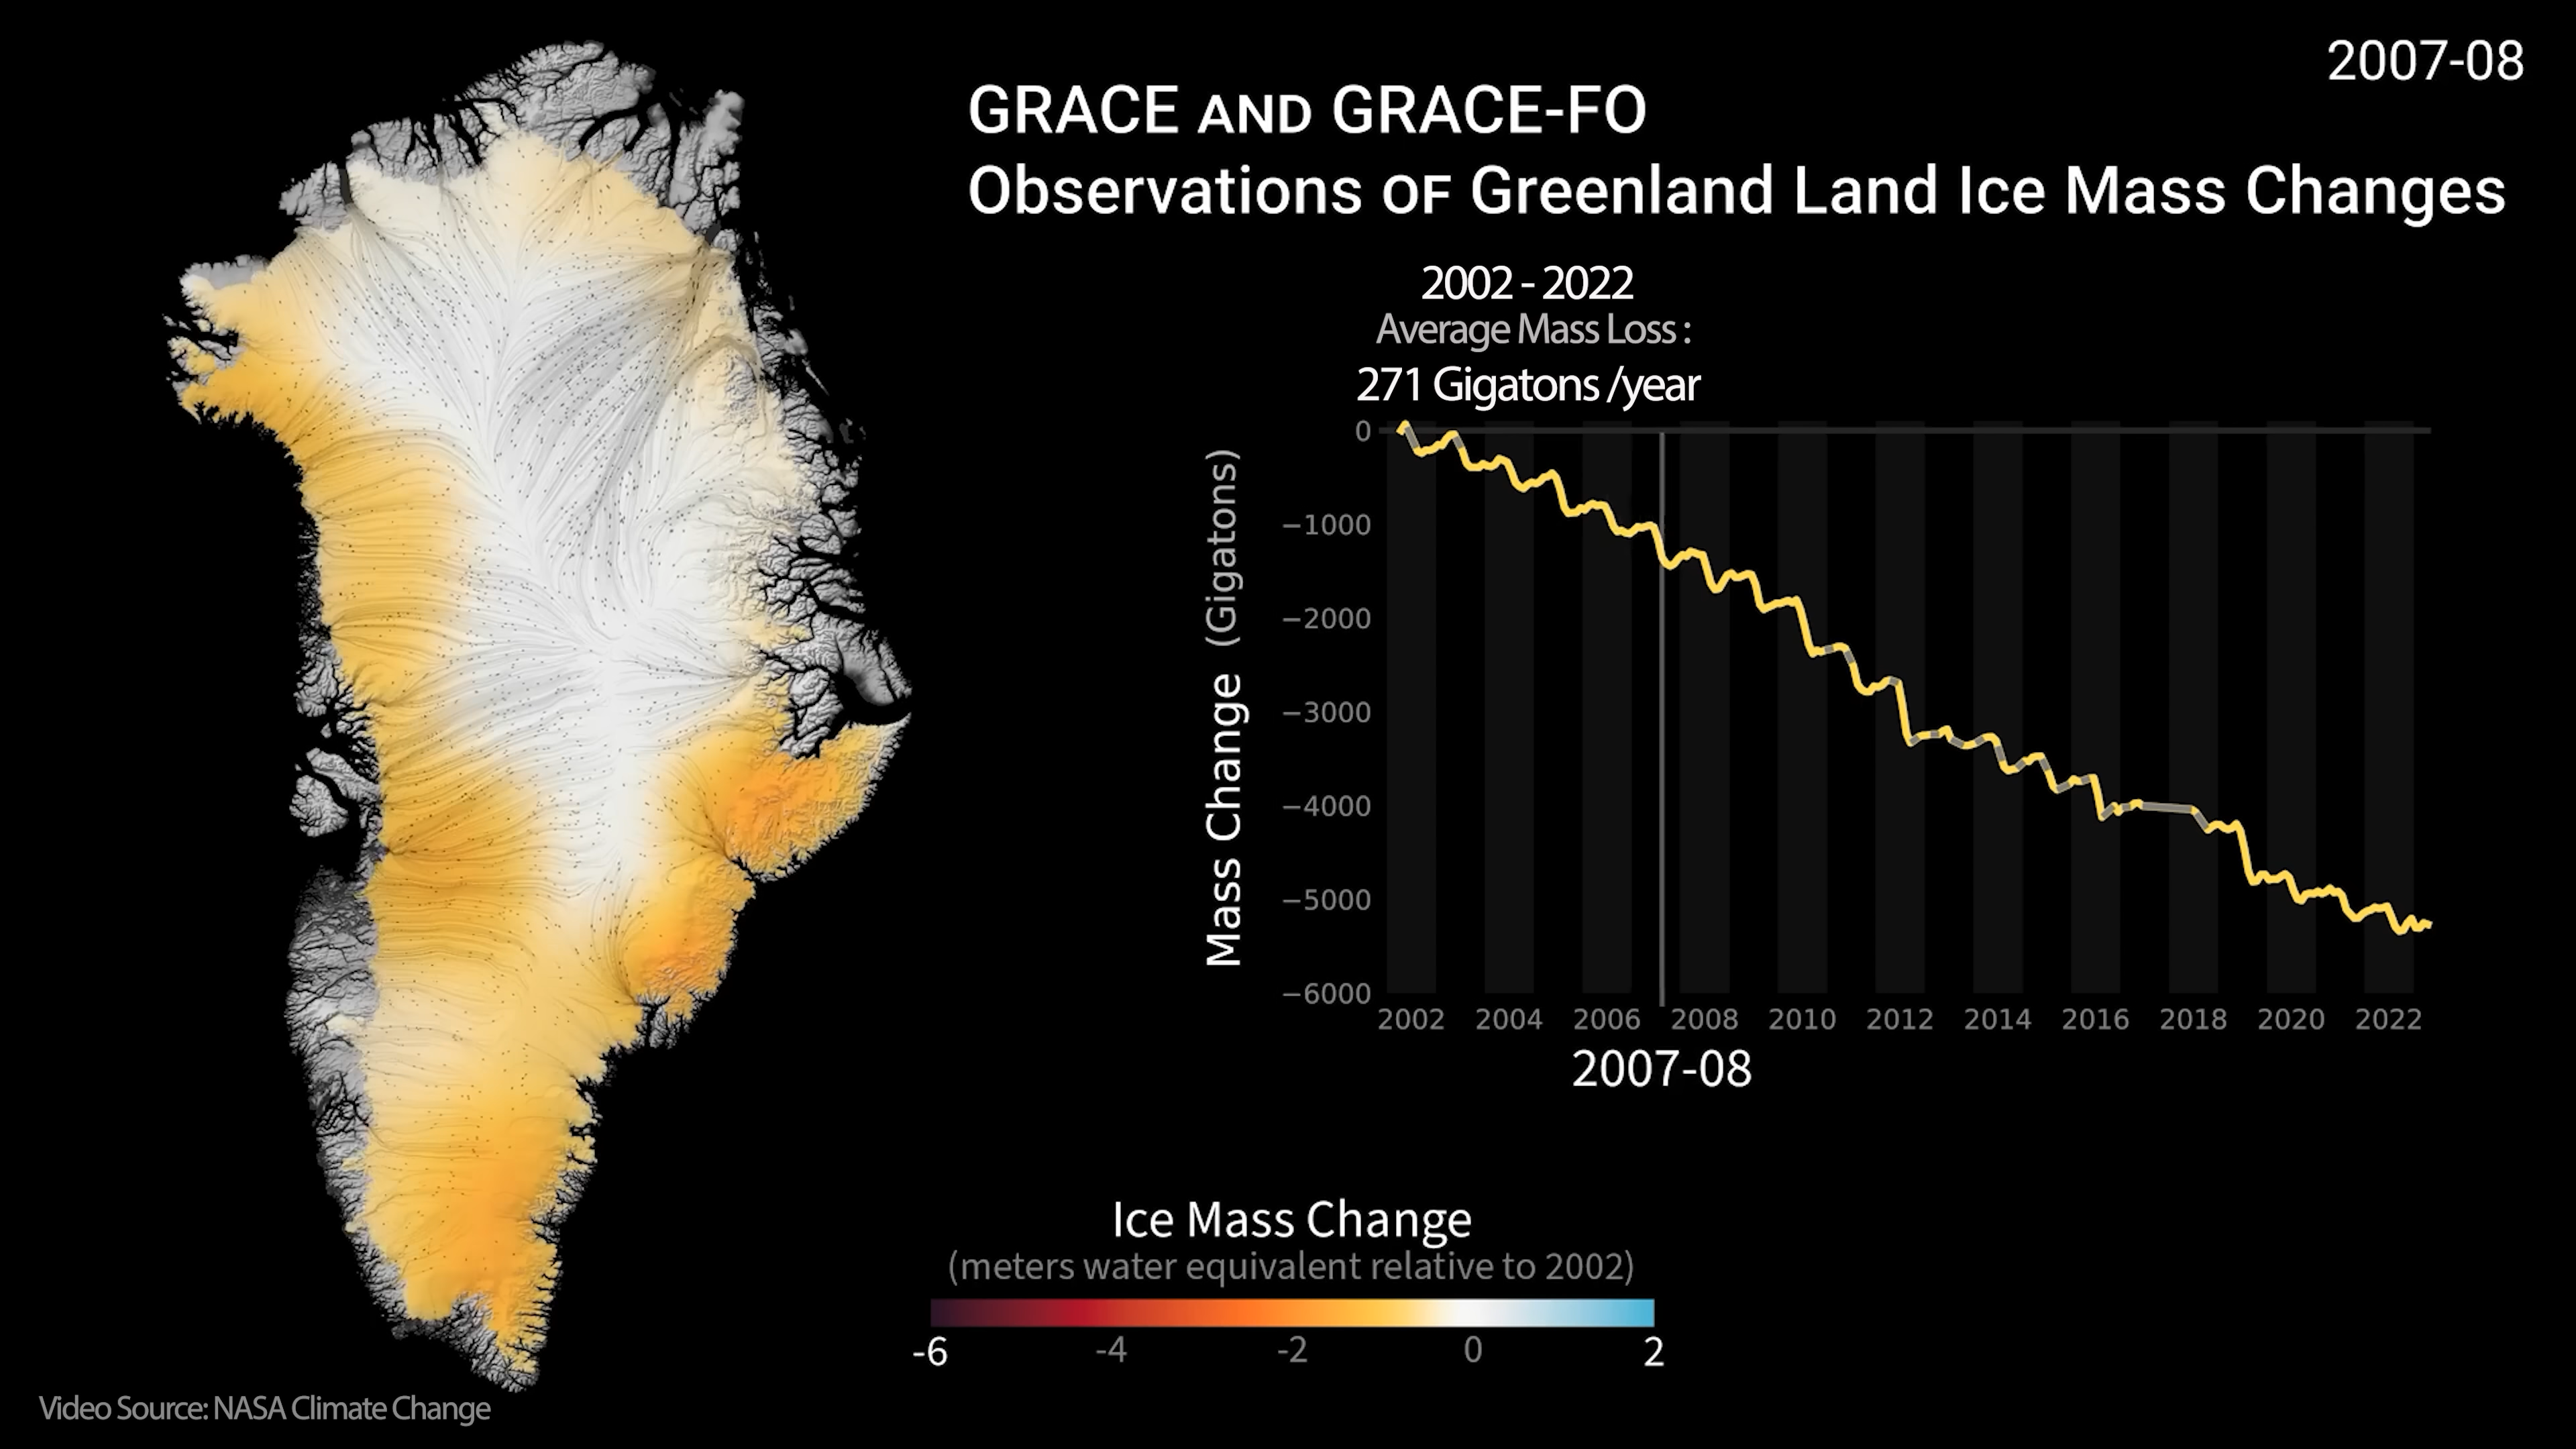 2007-08
GRACE AND GRACE-FO
Observations OF Greenland Land Ice Mass Changes
2002 - 2022
Average Mass Loss :
271 Gigatons /year
Mass Change (Gigatons)
0
−1000
−2000
−3000
−4000
−5000
−6000
2002 2004 2006 2008 2010 2012 2014 2016 2018 2020 2022
2007-08
Ice Mass Change
(meters water equivalent relative to 2002)
-6 -4 -2 0 2
Video Source: NASA Climate Change